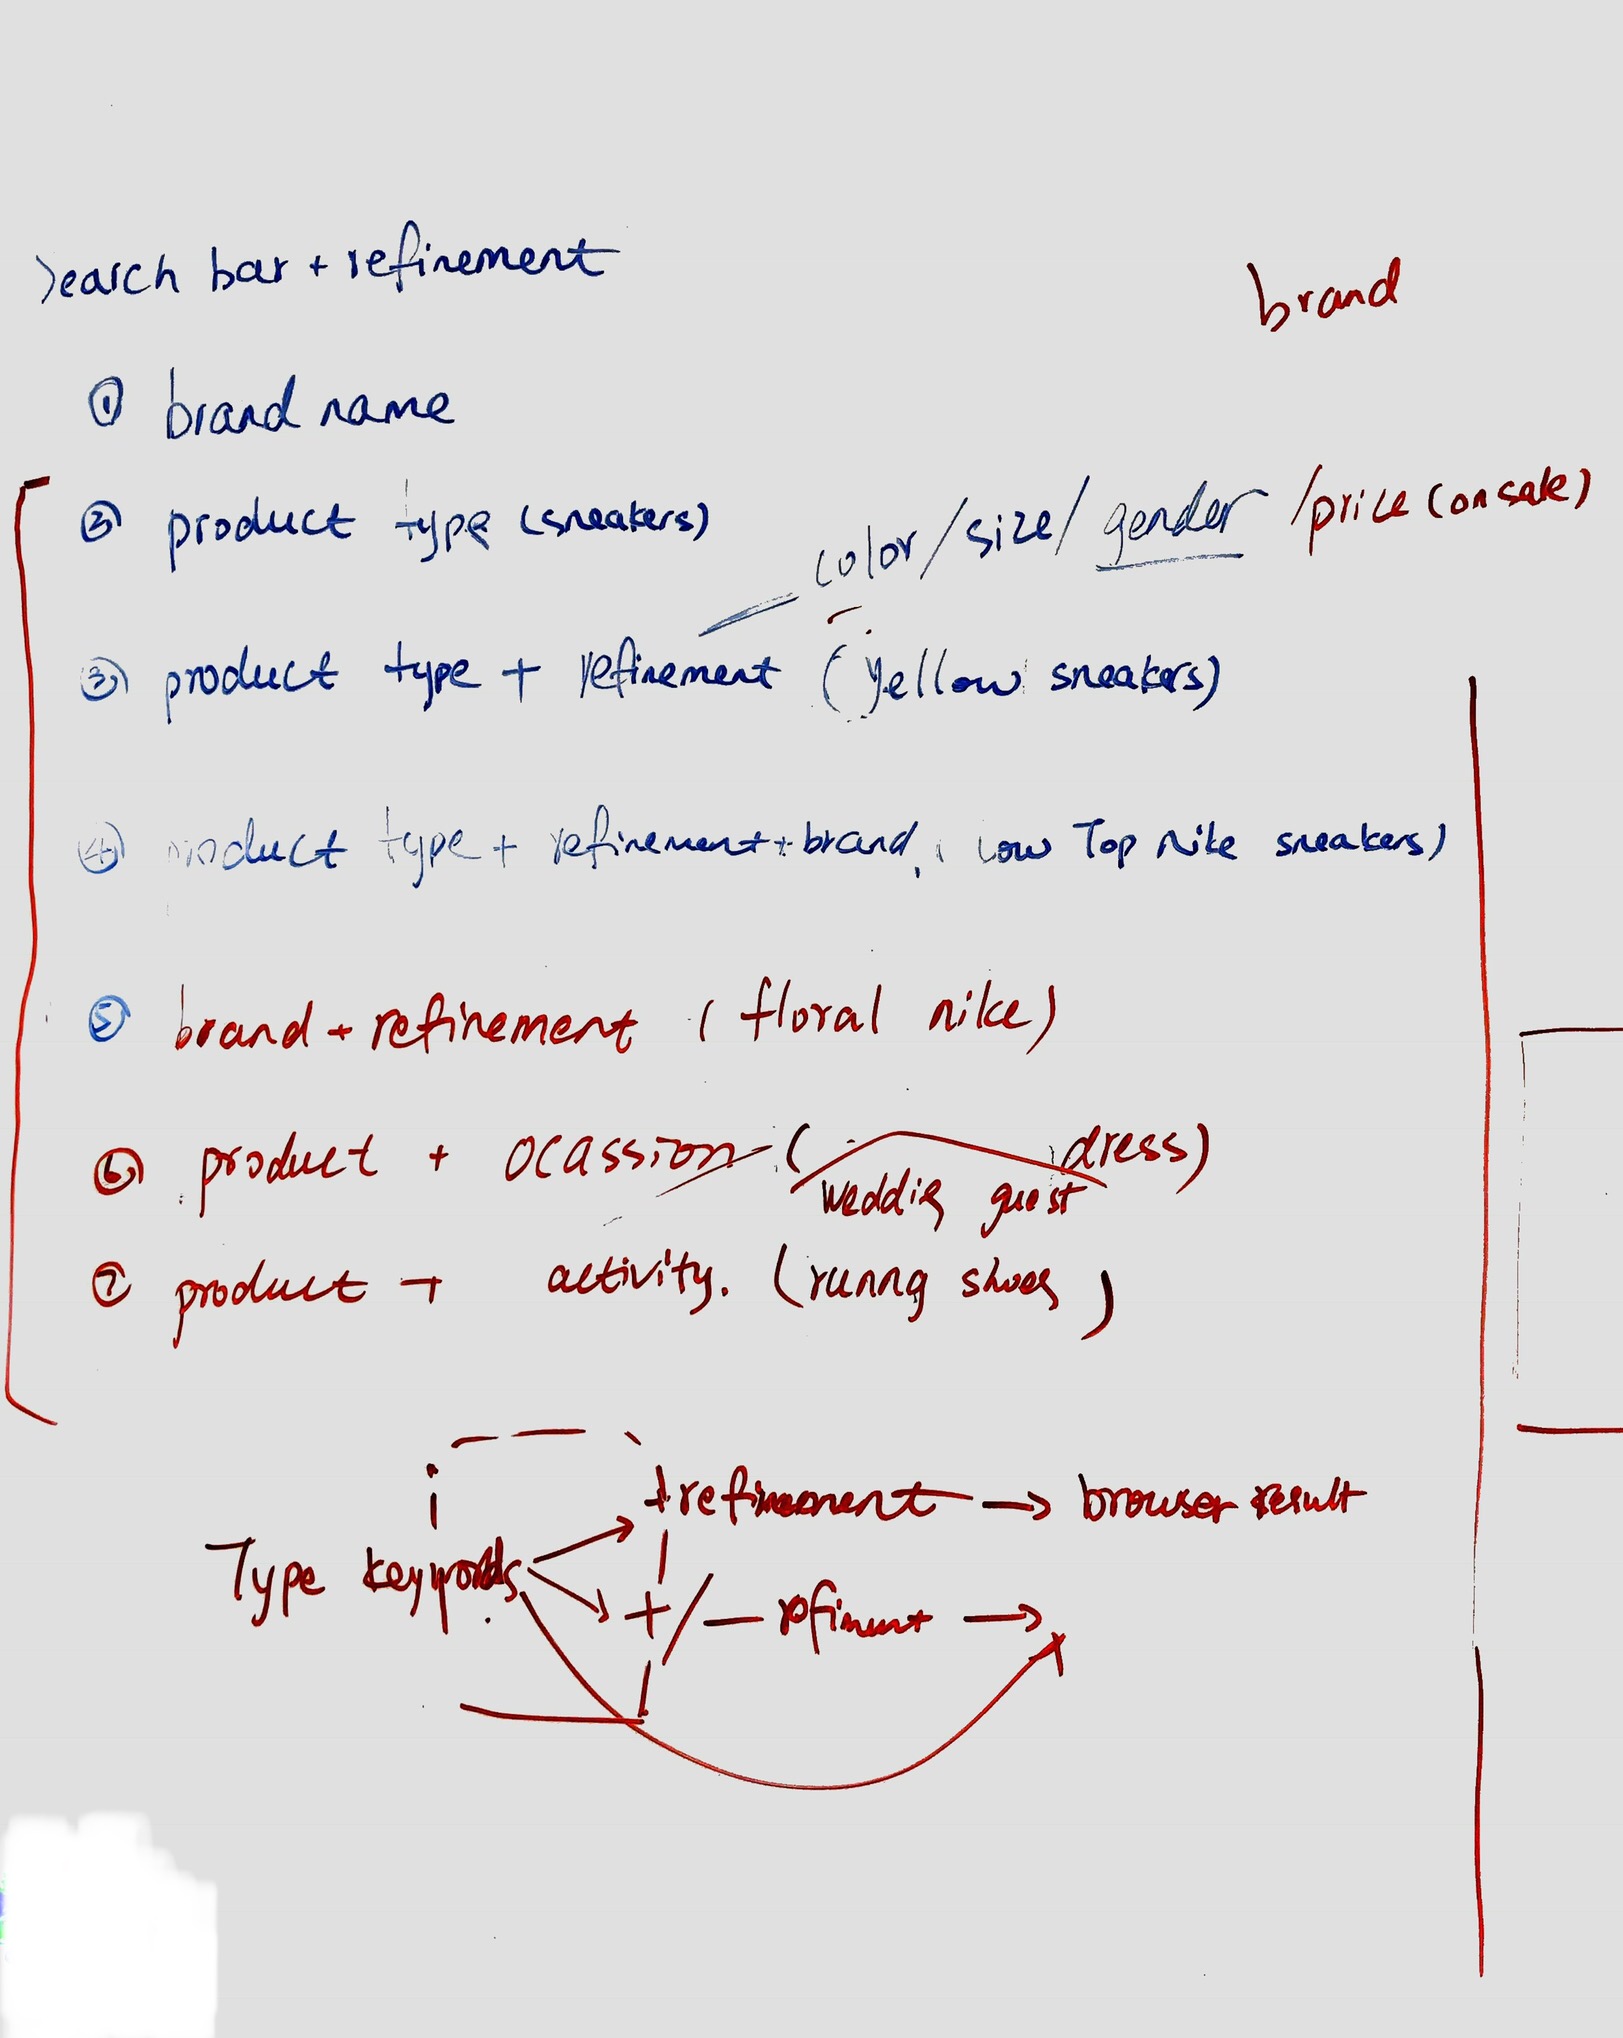 Search bar + refinement
brand
① brand name
② product type (sneakers)
color / size / gender / price (on sale)
③ product type + refinement (yellow sneakers)
④ product type + refinement + brand, (low Top Nike sneakers)
⑤ brand + refinement (floral nike)
⑥ product + ocassion ( dress)
wedding guest
⑦ product + activity. (runng shoes)
+refinement → browser result
Type keywords
+/− refinment →